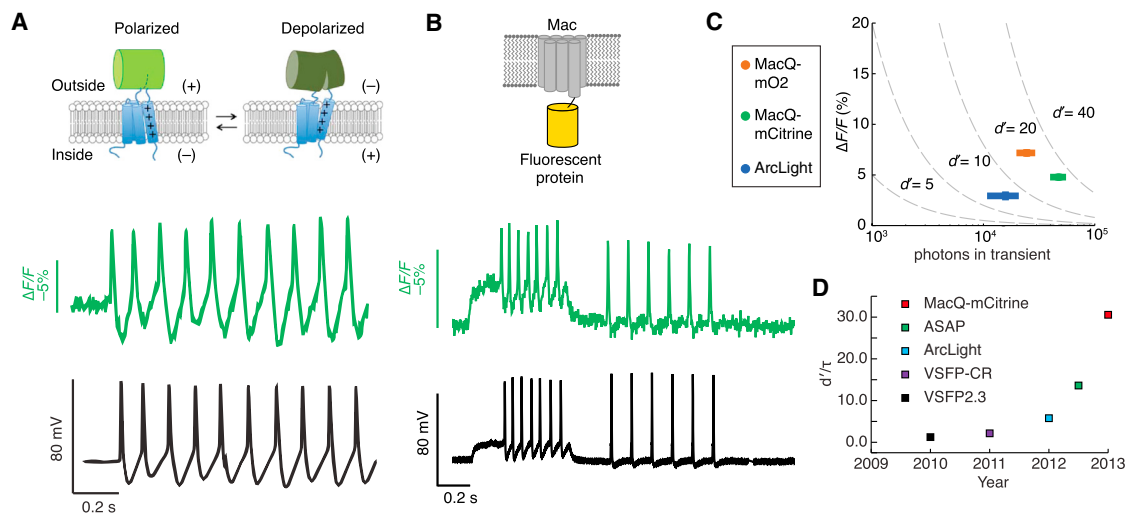 A
Polarized
Depolarized
Outside
(+)
(−)
Inside
(−)
(+)
ΔF/F
−5%
80 mV
0.2 s
B
Mac
Fluorescent
protein
ΔF/F
−5%
80 mV
0.2 s
C
MacQ-
mO2
MacQ-
mCitrine
ArcLight
ΔF/F (%)
20
15
10
5
0
d′= 5
d′= 10
d′= 20
d′= 40
10³
10⁴
10⁵
photons in transient
D
MacQ-mCitrine
ASAP
ArcLight
VSFP-CR
VSFP2.3
d′/τ
30.0
20.0
10.0
0.0
2009
2010
2011
2012
2013
Year